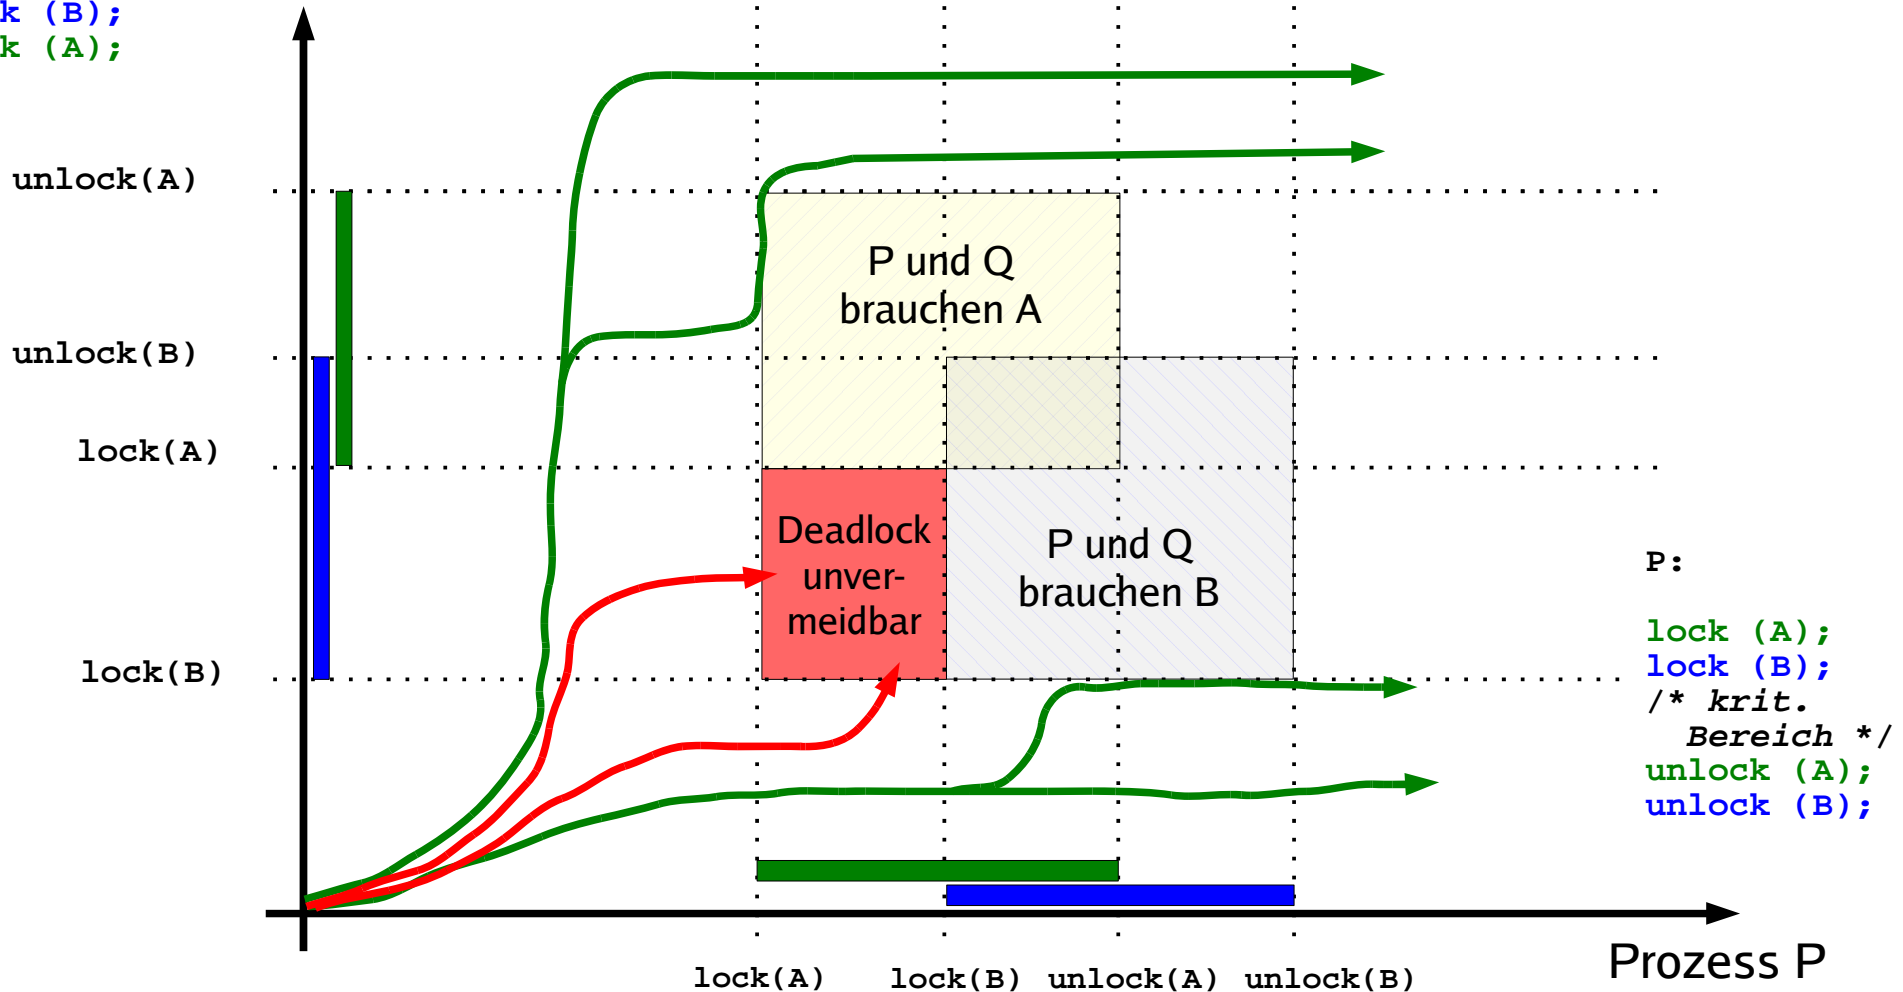 k (B);
k (A);
unlock(A)
unlock(B)
lock(A)
lock(B)
P und Q
brauchen A
Deadlock
unver-
meidbar
P und Q
brauchen B
P:
lock (A);
lock (B);
/* krit.
Bereich */
unlock (A);
unlock (B);
Prozess P
lock(A)
lock(B)
unlock(A)
unlock(B)